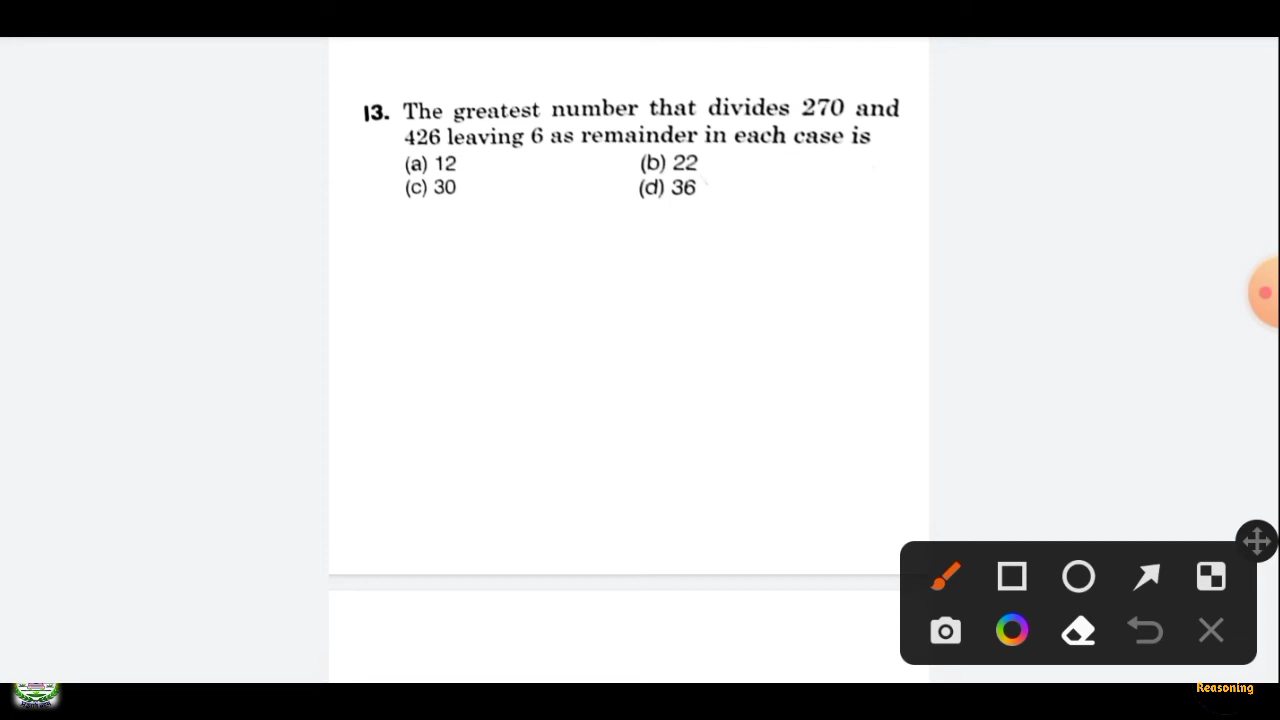 13. The greatest number that divides 270 and
426 leaving 6 as remainder in each case is
(a) 12 (b) 22
(c) 30 (d) 36
Reasoning